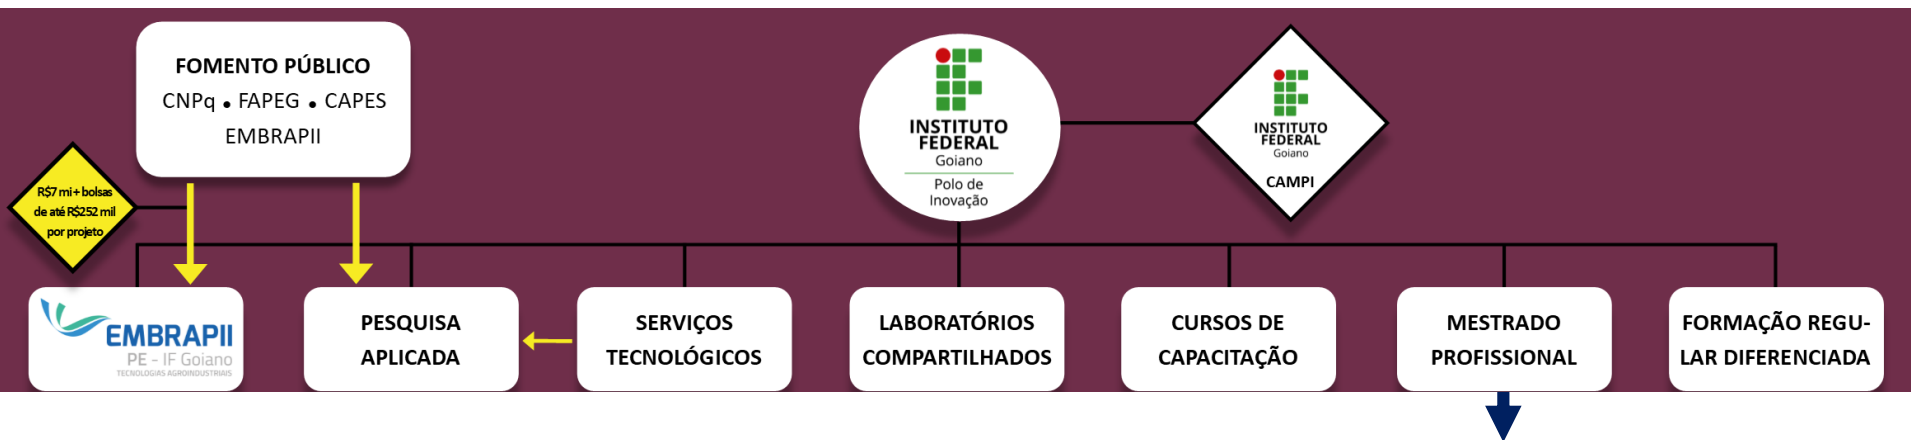 FOMENTO PÚBLICO
CNPq • FAPEG • CAPES
EMBRAPII
R$7 mi + bolsas
de até R$252 mil
por projeto
INSTITUTO
FEDERAL
Goiano
Polo de
Inovação
INSTITUTO
FEDERAL
Goiano
CAMPI
EMBRAPII
PE - IF Goiano
TECNOLOGIAS AGROINDUSTRIAIS
PESQUISA
APLICADA
SERVIÇOS
TECNOLÓGICOS
LABORATÓRIOS
COMPARTILHADOS
CURSOS DE
CAPACITAÇÃO
MESTRADO
PROFISSIONAL
FORMAÇÃO REGU-
LAR DIFERENCIADA